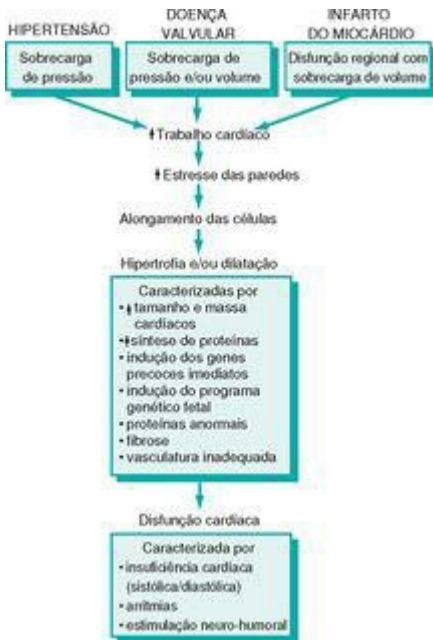 HIPERTENSÃO
Sobrecarga
de pressão
DOENÇA
VALVULAR
Sobrecarga de
pressão e/ou volume
INFARTO
DO MIOCÁRDIO
Disfunção regional com
sobrecarga de volume
↑Trabalho cardíaco
↑Estresse das paredes
Alongamento das células
Hipertrofia e/ou dilatação
Caracterizadas por
•↑tamanho e massa
cardíacos
•↑síntese de proteínas
• indução dos genes
precoces imediatos
• indução do programa
genético fetal
• proteínas anormais
• fibrose
• vasculatura inadequada
Disfunção cardíaca
Caracterizada por
• insuficiência cardíaca
(sistólica/diastólica)
• arritmias
• estimulação neuro-humoral